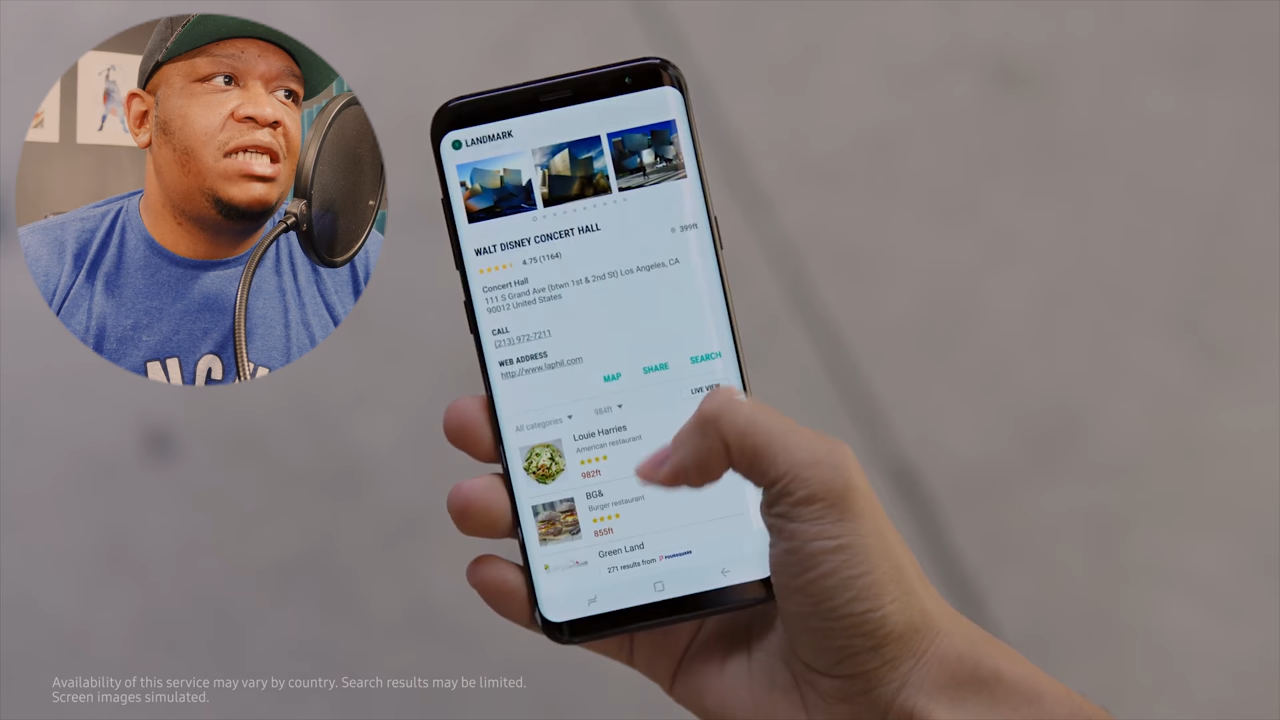 LANDMARK
WALT DISNEY CONCERT HALL
399ft
4.75 (1164)
Concert Hall
111 S Grand Ave (btwn 1st & 2nd St) Los Angeles, CA
90012 United States
CALL
(213) 972-7211
WEB ADDRESS
http://www.laphil.com
MAP SHARE SEARCH
LIVE VIEW
All categories 984ft
Louie Harries
American restaurant
982ft
BG&
Burger restaurant
855ft
Green Land
271 results from FOURSQUARE
Availability of this service may vary by country. Search results may be limited.
Screen images simulated.